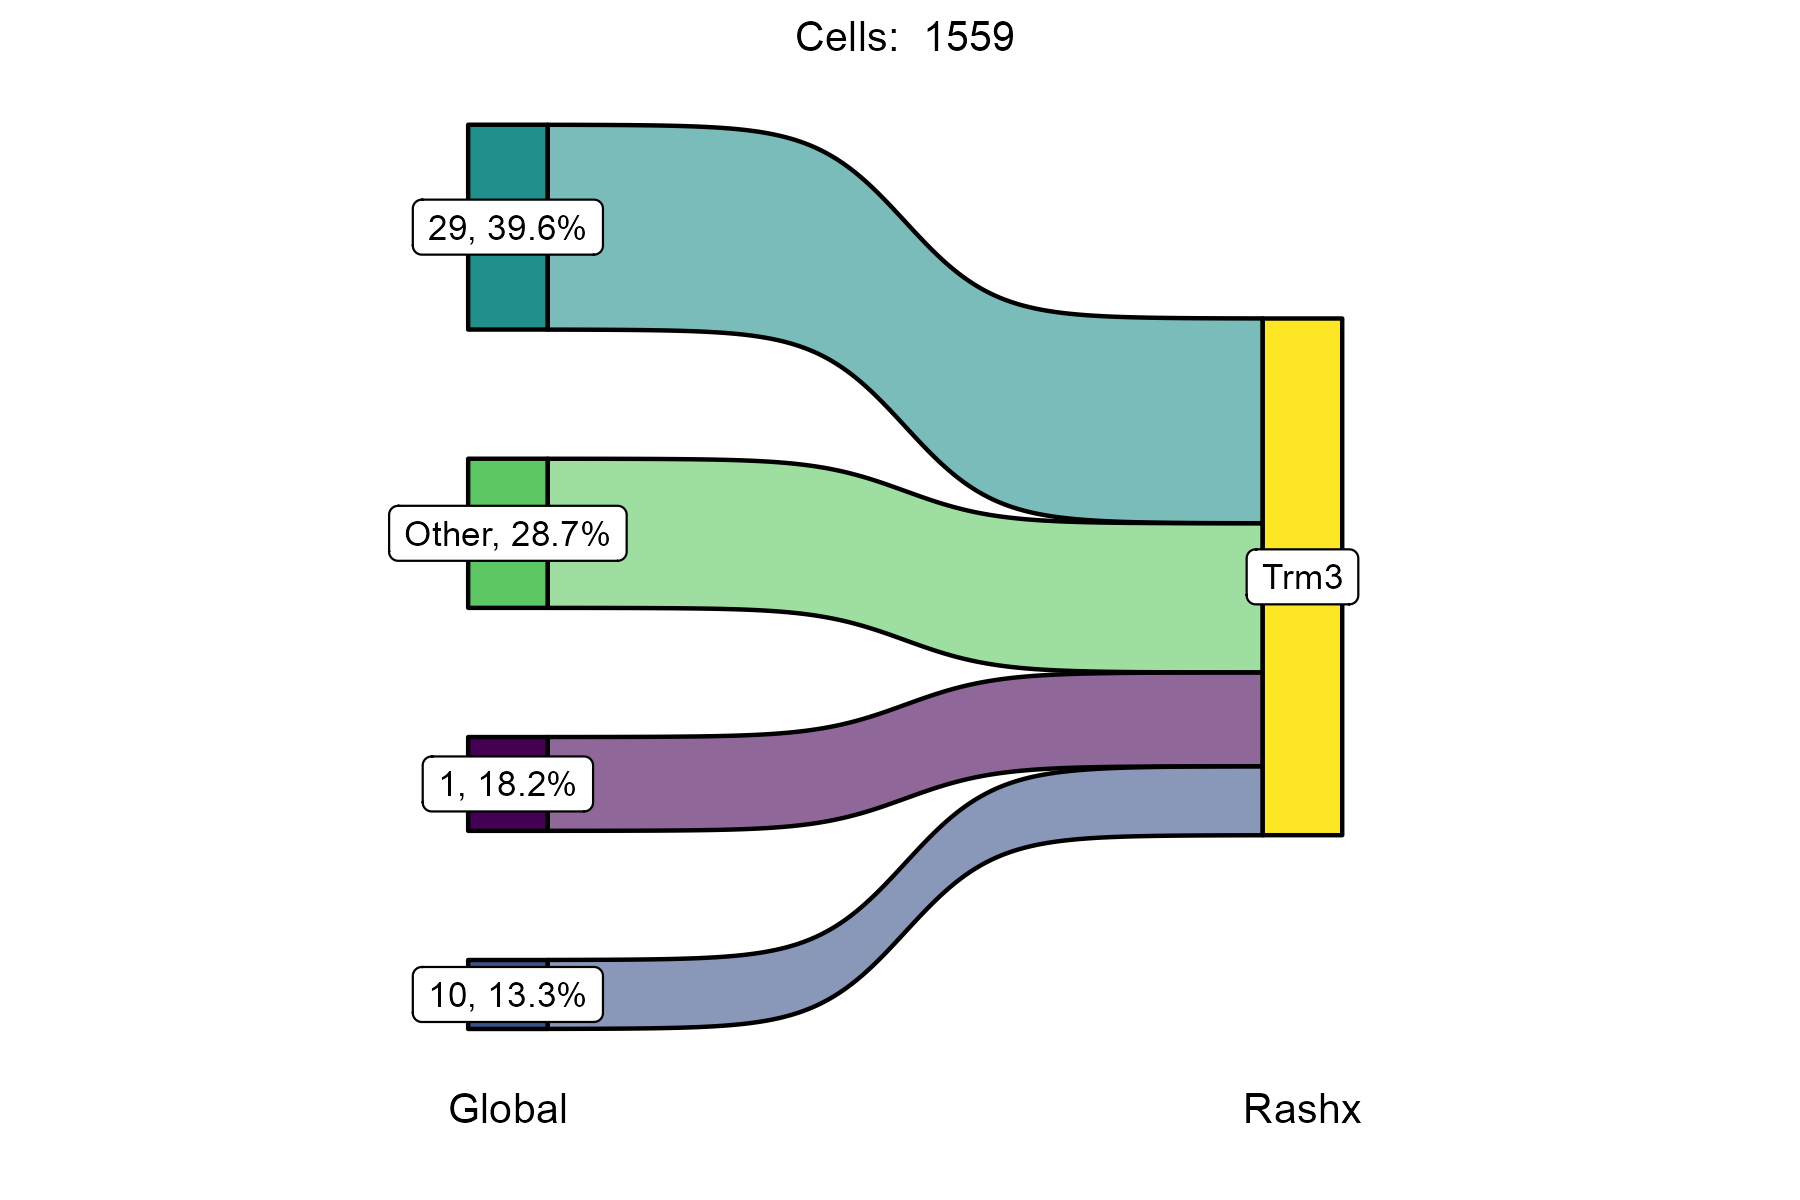 Cells:  1559
29, 39.6%
Other, 28.7%
Trm3
1, 18.2%
10, 13.3%
Global
Rashx